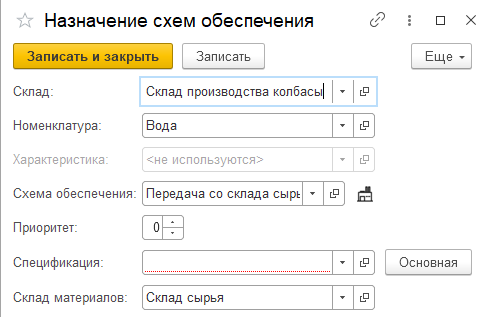 Назначение схем обеспечения
Записать и закрыть Записать Еще
Склад: Склад производства колбасы
Номенклатура: Вода
Характеристика: <не используются>
Схема обеспечения: Передача со склада сырь
Приоритет: 0
Спецификация: Основная
Склад материалов: Склад сырья